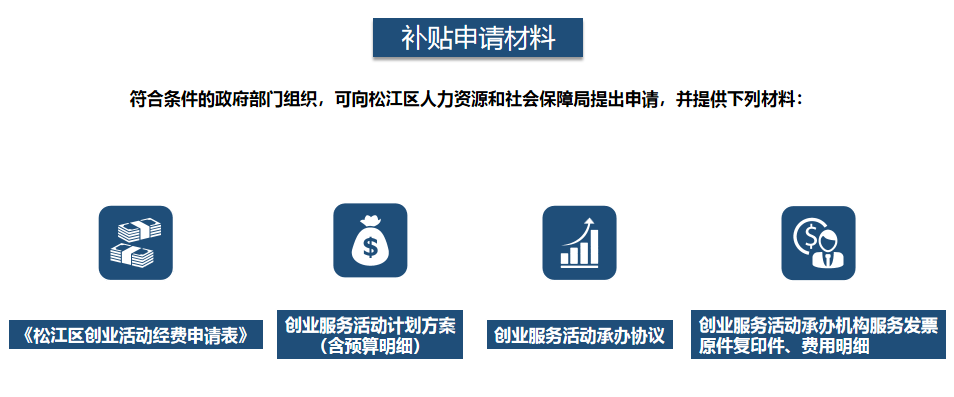 补贴申请材料
符合条件的政府部门组织，可向松江区人力资源和社会保障局提出申请，并提供下列材料：
《松江区创业活动经费申请表》
创业服务活动计划方案
（含预算明细）
创业服务活动承办协议
创业服务活动承办机构服务发票
原件复印件、费用明细